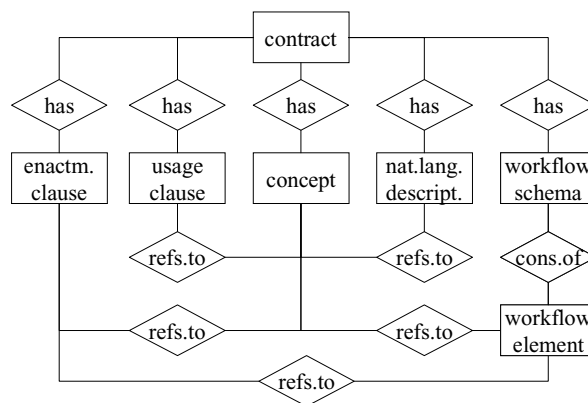 contract
has
has
has
has
has
enactm.
clause
usage
clause
concept
nat.lang.
descript.
workflow
schema
refs.to
refs.to
cons.of
refs.to
refs.to
workflow
element
refs.to